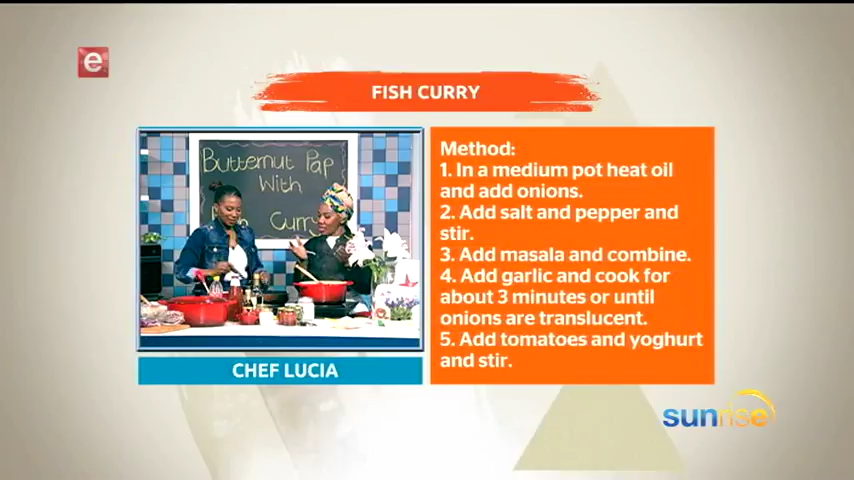 e
FISH CURRY
Butternut Pap
With
Curry
Method:
1. In a medium pot heat oil
and add onions.
2. Add salt and pepper and
stir.
3. Add masala and combine.
4. Add garlic and cook for
about 3 minutes or until
onions are translucent.
5. Add tomatoes and yoghurt
and stir.
CHEF LUCIA
sunrise